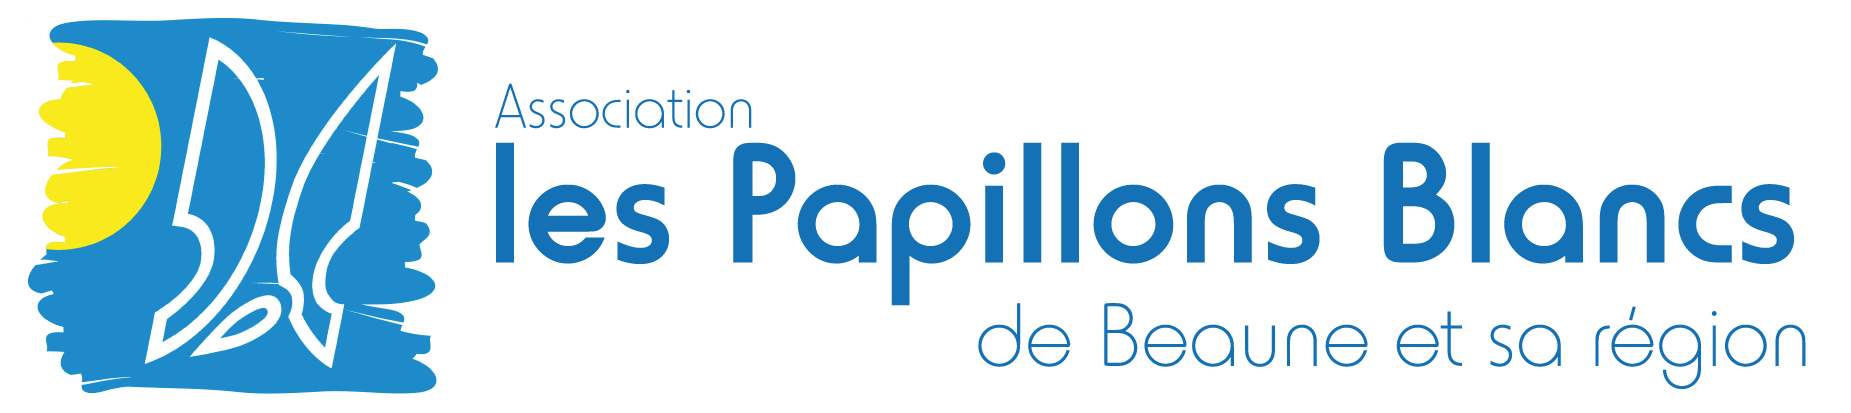 Association
les Papillons Blancs
de Beaune et sa région